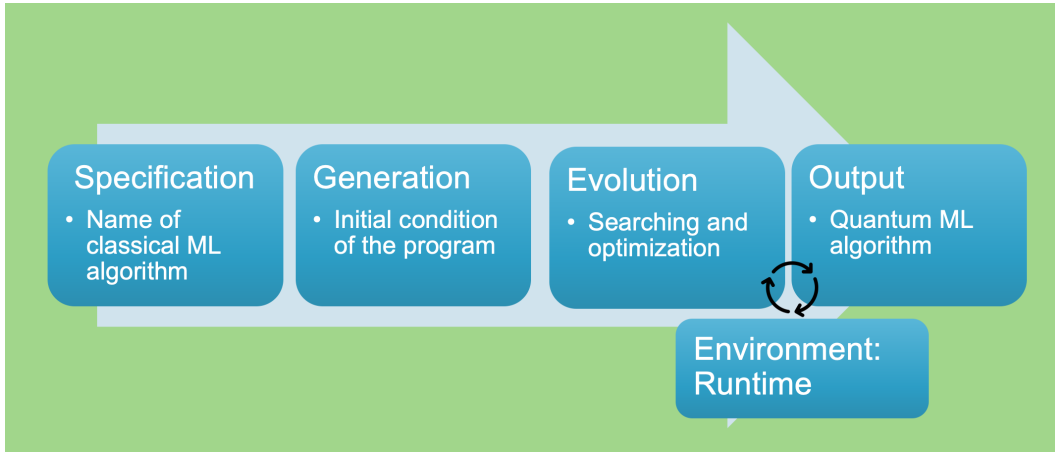 Specification
• Name of
classical ML
algorithm
Generation
• Initial condition
of the program
Evolution
• Searching and
optimization
Output
• Quantum ML
algorithm
Environment:
Runtime